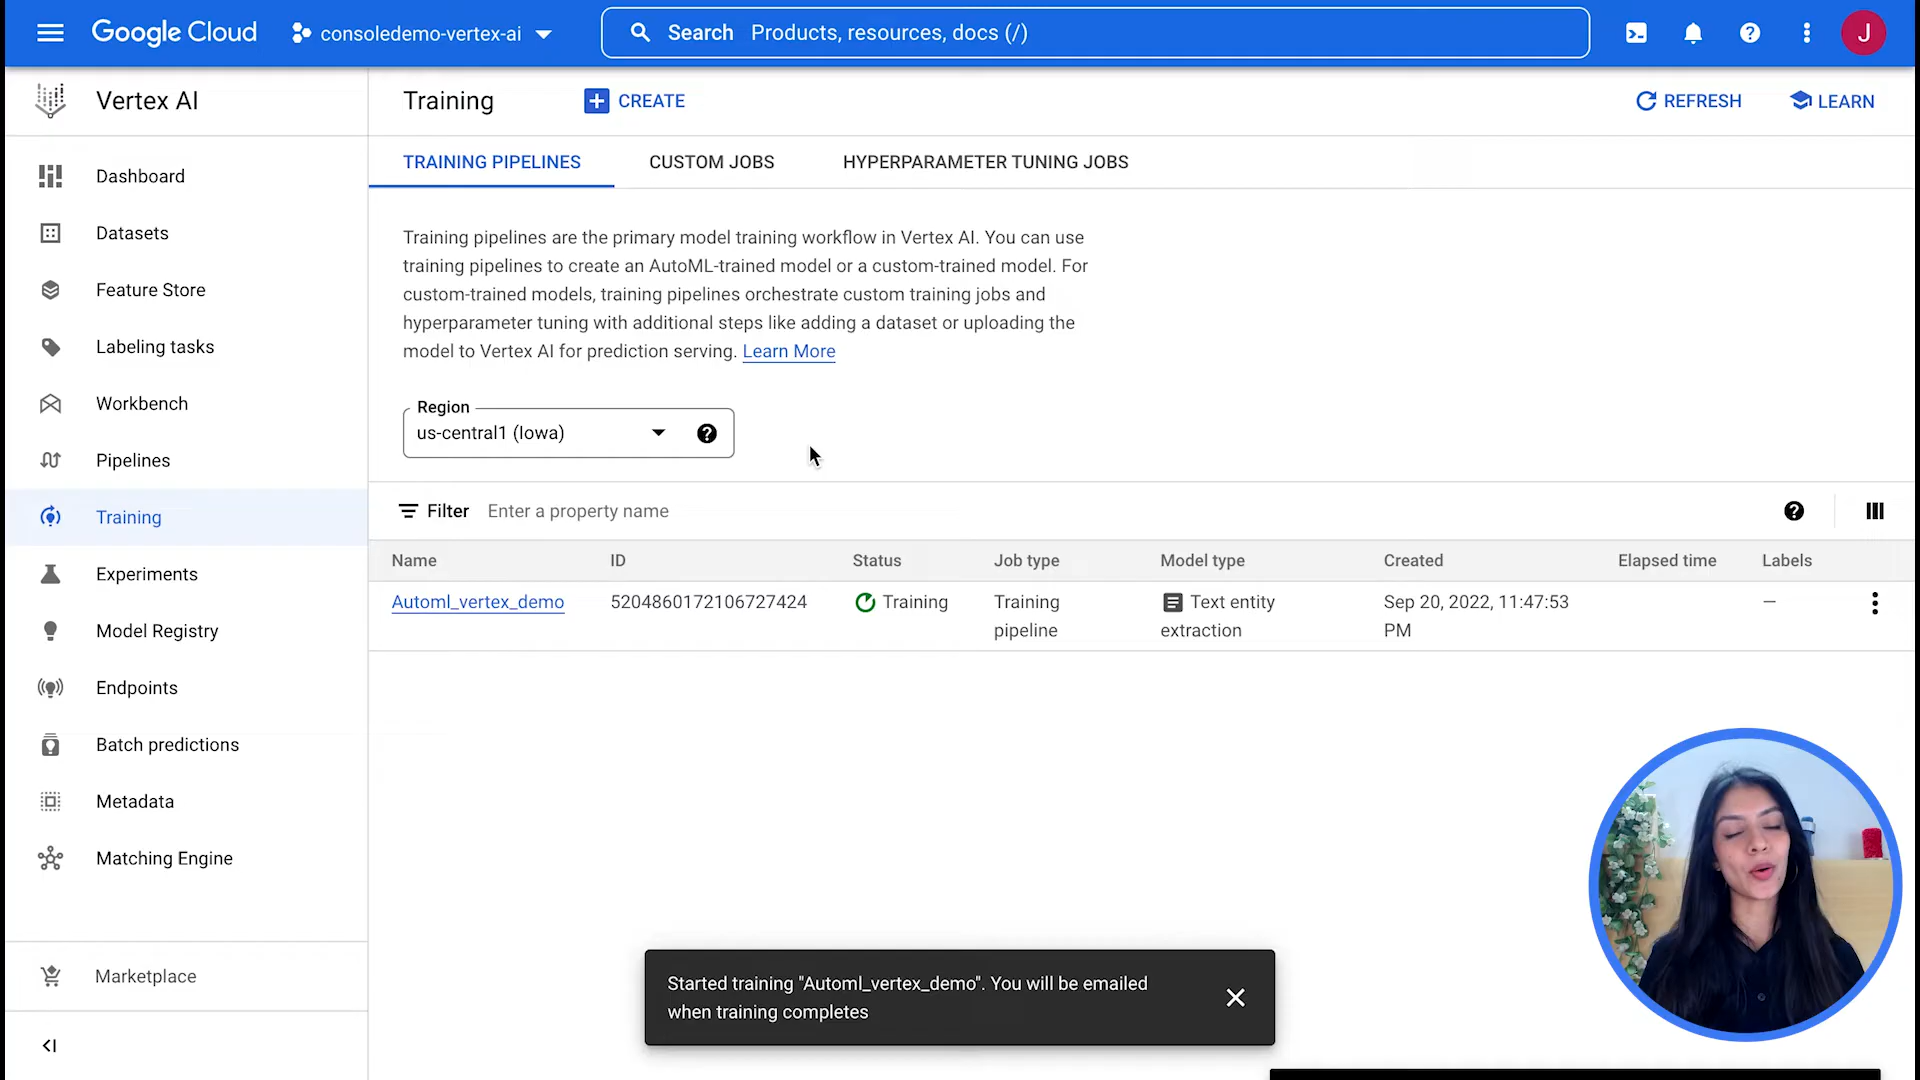 Google Cloud
consoledemo-vertex-ai
Search Products, resources, docs (/)
J
Vertex AI
Training
CREATE
REFRESH
LEARN
Dashboard
Datasets
Feature Store
Labeling tasks
Workbench
Pipelines
Training
Experiments
Model Registry
Endpoints
Batch predictions
Metadata
Matching Engine
Marketplace
TRAINING PIPELINES
CUSTOM JOBS
HYPERPARAMETER TUNING JOBS
Training pipelines are the primary model training workflow in Vertex AI. You can use
training pipelines to create an AutoML-trained model or a custom-trained model. For
custom-trained models, training pipelines orchestrate custom training jobs and
hyperparameter tuning with additional steps like adding a dataset or uploading the
model to Vertex AI for prediction serving. Learn More
Region
us-central1 (Iowa)
Filter Enter a property name
Name ID Status Job type Model type Created Elapsed time Labels
Automl_vertex_demo 5204860172106727424 Training Training Text entity Sep 20, 2022, 11:47:53 —
pipeline extraction PM
Started training "Automl_vertex_demo". You will be emailed
when training completes